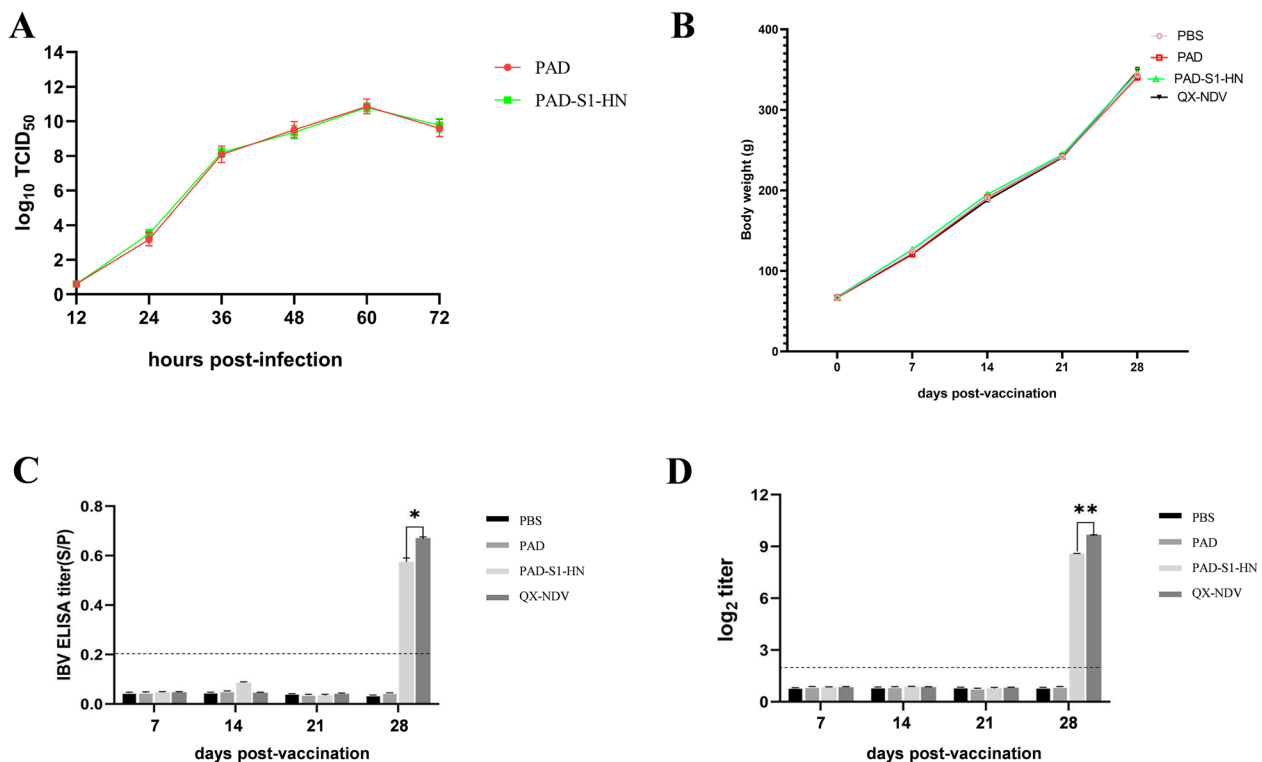 A
14
12
10
8
6
4
2
0
log10 TCID50
12 24 36 48 60 72
hours post-infection
PAD
PAD-S1-HN
B
400
300
200
100
0
Body weight (g)
0 7 14 21 28
days post-vaccination
PBS
PAD
PAD-S1-HN
QX-NDV
C
0.8
0.6
0.4
0.2
0.0
IBV ELISA titer(S/P)
*
7 14 21 28
days post-vaccination
PBS
PAD
PAD-S1-HN
QX-NDV
D
12
9
6
3
0
log2 titer
**
7 14 21 28
days post-vaccination
PBS
PAD
PAD-S1-HN
QX-NDV